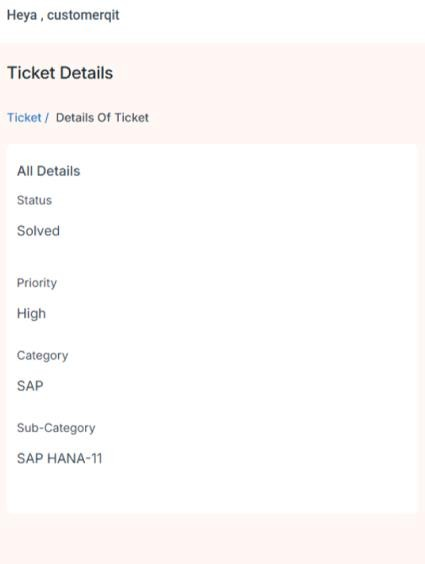 Heya , customerqit
Ticket Details
Ticket / Details Of Ticket
All Details
Status
Solved
Priority
High
Category
SAP
Sub-Category
SAP HANA-11